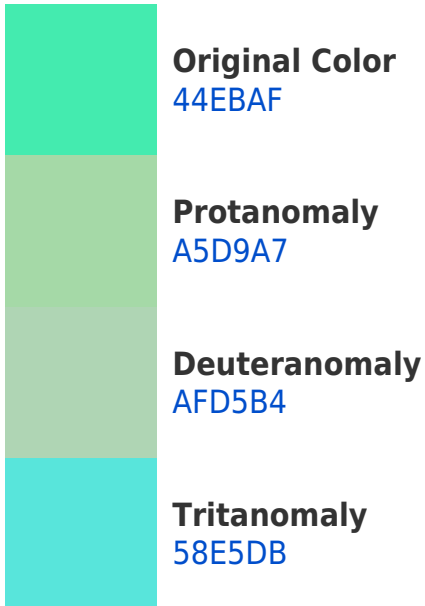 Original Color
44EBAF
Protanomaly
A5D9A7
Deuteranomaly
AFD5B4
Tritanomaly
58E5DB